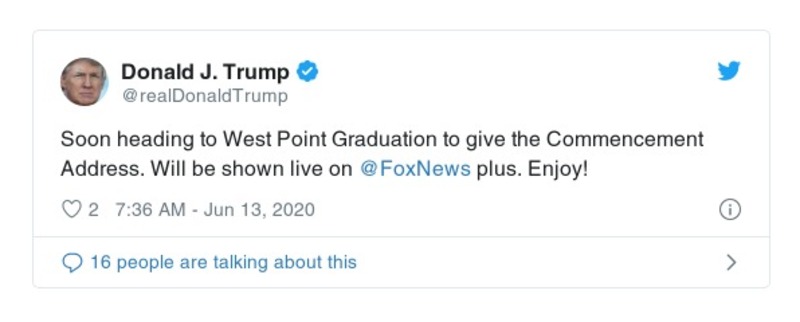 Donald J. Trump
@realDonaldTrump
Soon heading to West Point Graduation to give the Commencement
Address. Will be shown live on @FoxNews plus. Enjoy!
2 7:36 AM - Jun 13, 2020
16 people are talking about this